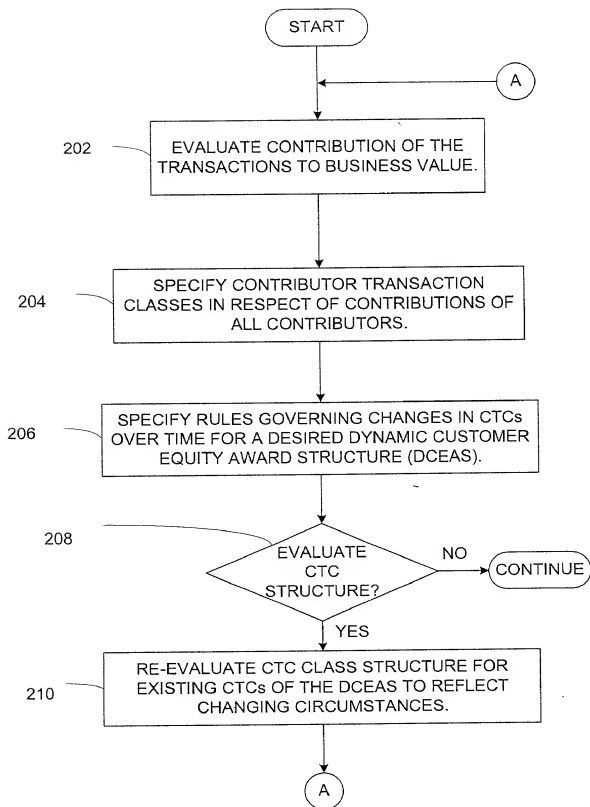 START
A
202
EVALUATE CONTRIBUTION OF THE
TRANSACTIONS TO BUSINESS VALUE.
204
SPECIFY CONTRIBUTOR TRANSACTION
CLASSES IN RESPECT OF CONTRIBUTIONS OF
ALL CONTRIBUTORS.
206
SPECIFY RULES GOVERNING CHANGES IN CTCs
OVER TIME FOR A DESIRED DYNAMIC CUSTOMER
EQUITY AWARD STRUCTURE (DCEAS).
208
EVALUATE
CTC
STRUCTURE?
NO
CONTINUE
YES
210
RE-EVALUATE CTC CLASS STRUCTURE FOR
EXISTING CTCs OF THE DCEAS TO REFLECT
CHANGING CIRCUMSTANCES.
A